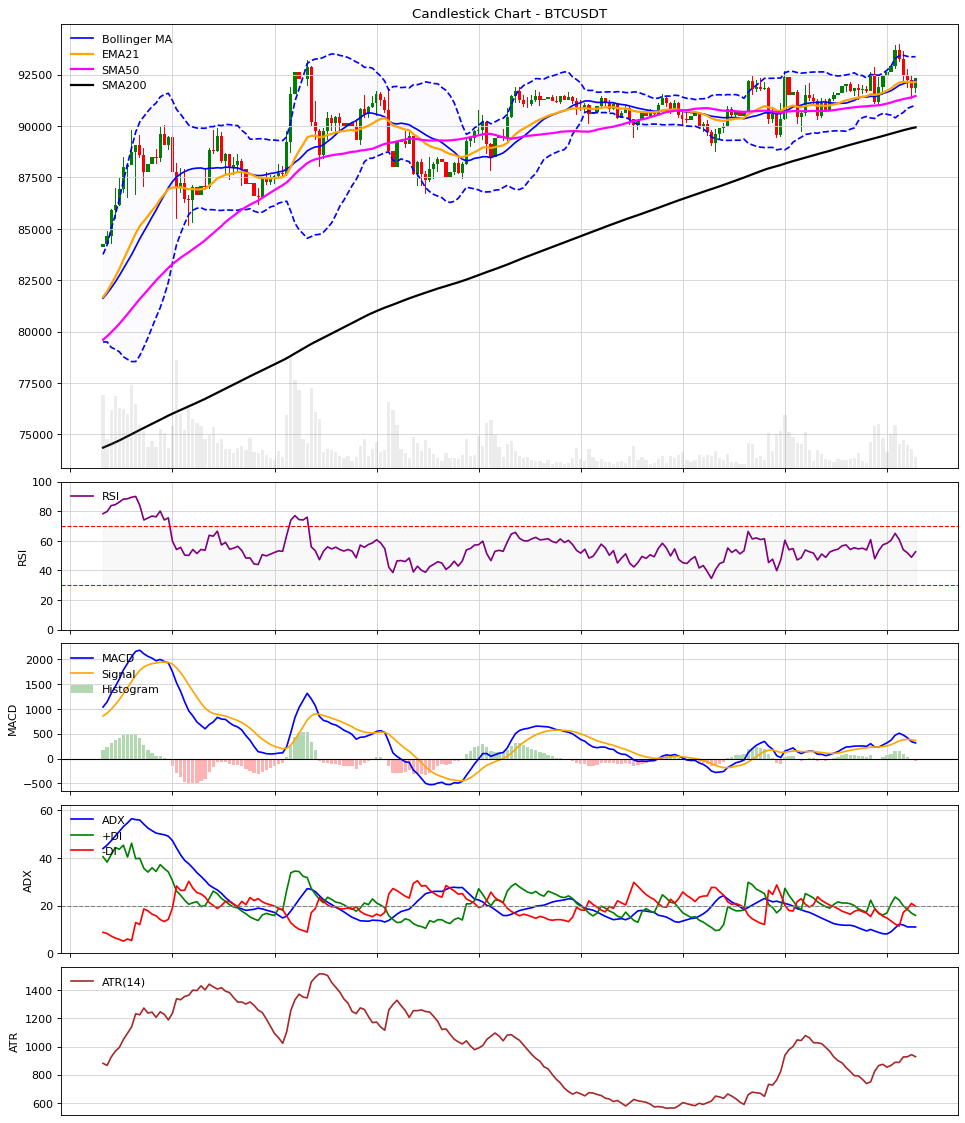 Candlestick Chart - BTCUSDT
Bollinger MA
EMA21
SMA50
SMA200
92500
90000
87500
85000
82500
80000
77500
75000
RSI
RSI
100
80
60
40
20
0
MACD
Signal
Histogram
MACD
2000
1500
1000
500
0
−500
ADX
+DI
-DI
ADX
60
40
20
0
ATR(14)
ATR
1400
1200
1000
800
600